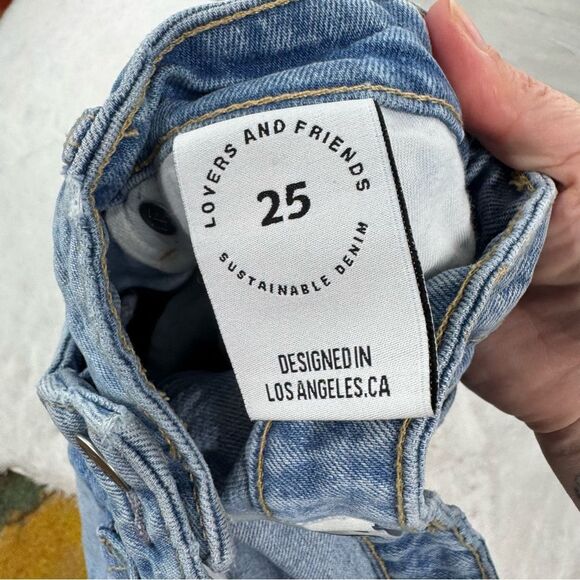 LOVERS AND FRIENDS
25
SUSTAINABLE DENIM
DESIGNED IN
LOS ANGELES.CA